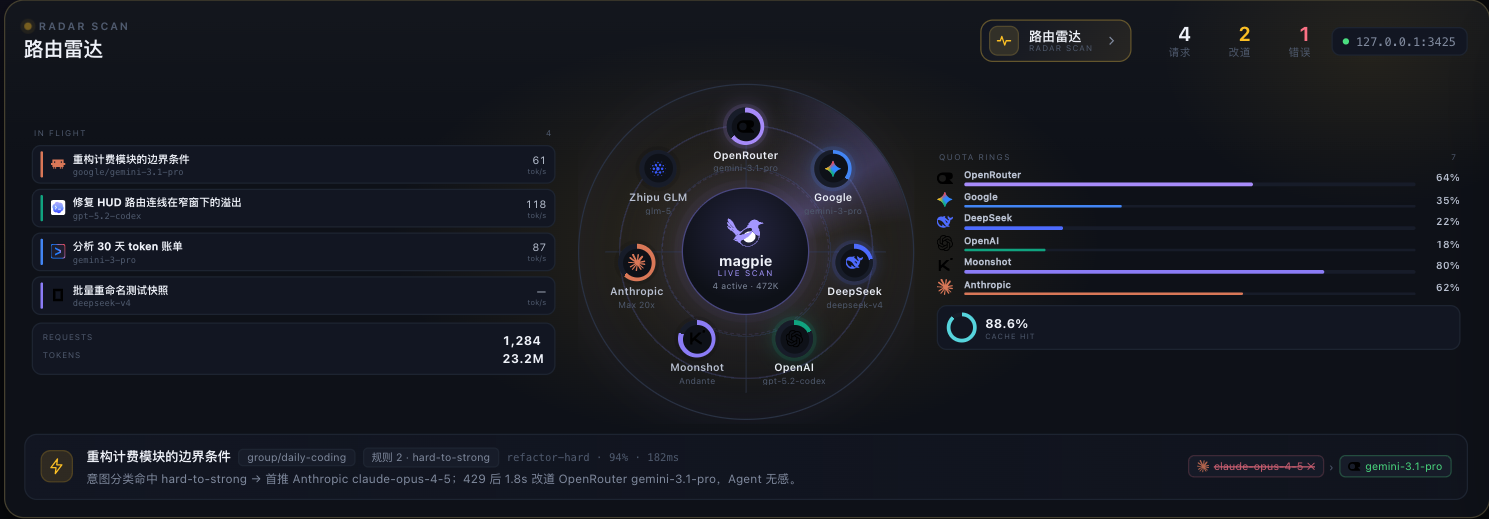 RADAR SCAN
路由雷达
路由雷达
RADAR SCAN
4
请求
2
改道
1
错误
127.0.0.1:3425
IN FLIGHT
4
重构计费模块的边界条件
google/gemini-3.1-pro
61
tok/s
修复 HUD 路由连线在窄窗下的溢出
gpt-5.2-codex
118
tok/s
分析 30 天 token 账单
gemini-3-pro
87
tok/s
批量重命名测试快照
deepseek-v4
—
tok/s
REQUESTS
1,284
TOKENS
23.2M
OpenRouter
gemini-3.1-pro
Zhipu GLM
glm-5
Google
gemini-3-pro
magpie
LIVE SCAN
4 active · 472K
Anthropic
Max 20x
DeepSeek
deepseek-v4
Moonshot
Andante
OpenAI
gpt-5.2-codex
QUOTA RINGS
7
OpenRouter
64%
Google
35%
DeepSeek
22%
OpenAI
18%
Moonshot
80%
Anthropic
62%
88.6%
CACHE HIT
重构计费模块的边界条件 group/daily-coding 规则 2 · hard-to-strong refactor-hard · 94% · 182ms
意图分类命中 hard-to-strong → 首推 Anthropic claude-opus-4-5；429 后 1.8s 改道 OpenRouter gemini-3.1-pro，Agent 无感。
claude-opus-4-5 ✕ › gemini-3.1-pro